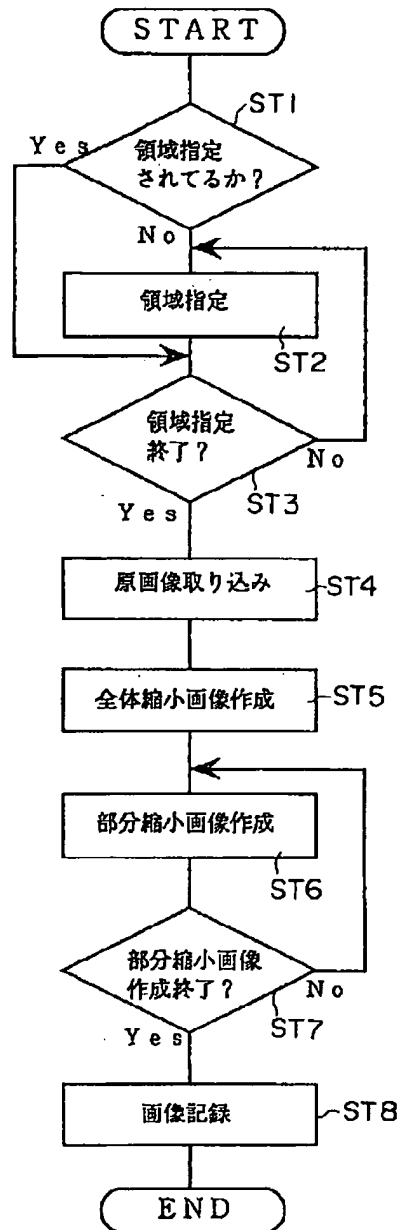 START
ST1
Yes
領域指定
されてるか？
No
領域指定
ST2
領域指定
終了？
No
ST3
Yes
原画像取り込み
ST4
全体縮小画像作成
ST5
部分縮小画像作成
ST6
部分縮小画像
作成終了？
No
ST7
Yes
画像記録
ST8
END